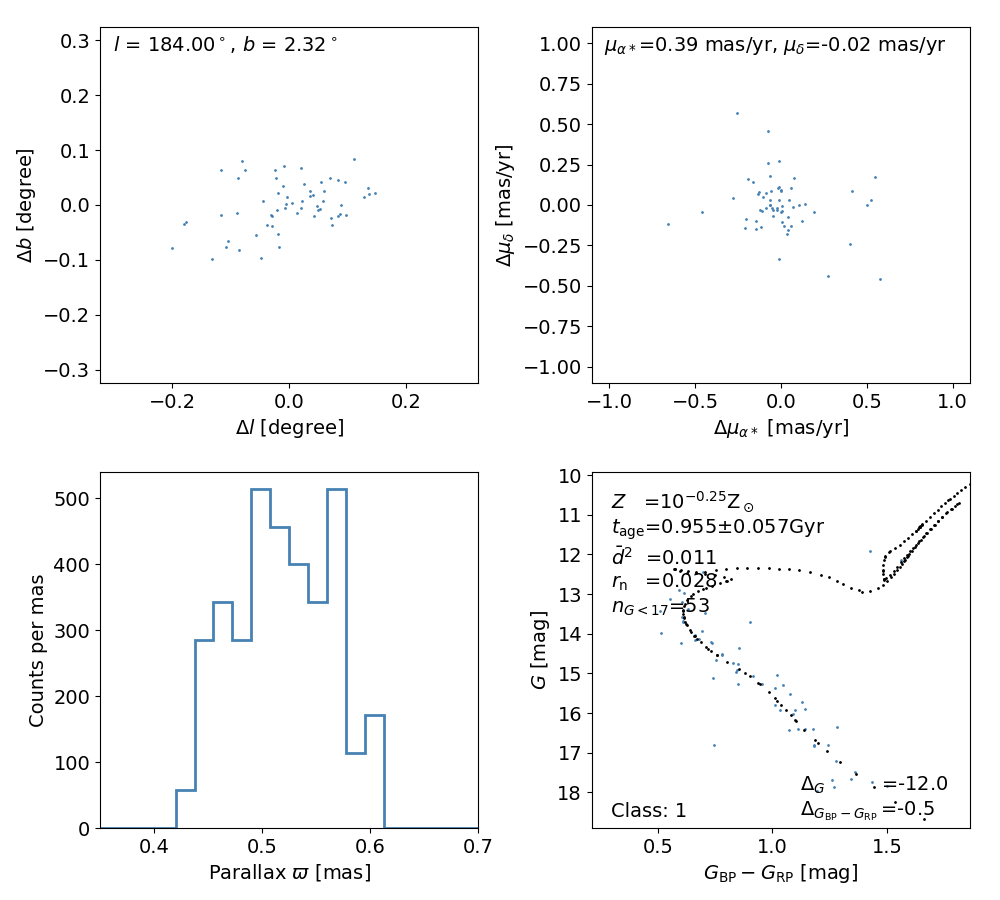 l = 184.00°, b = 2.32°
0.3
0.2
0.1
0.0
−0.1
−0.2
−0.3
Δb [degree]
−0.2 0.0 0.2
Δl [degree]
μα*=0.39 mas/yr, μδ=-0.02 mas/yr
1.00
0.75
0.50
0.25
0.00
−0.25
−0.50
−0.75
−1.00
Δμδ [mas/yr]
−1.0 −0.5 0.0 0.5 1.0
Δμα* [mas/yr]
500
400
300
200
100
0
Counts per mas
0.4 0.5 0.6 0.7
Parallax ϖ [mas]
Z =10^−0.25 Z⊙
t_age=0.955±0.057Gyr
d̄² =0.011
r_n =0.028
n_G<17=53
10
11
12
13
14
15
16
17
18
G [mag]
Δ_G =-12.0
Δ_G_BP−G_RP =-0.5
Class: 1
0.5 1.0 1.5
G_BP − G_RP [mag]